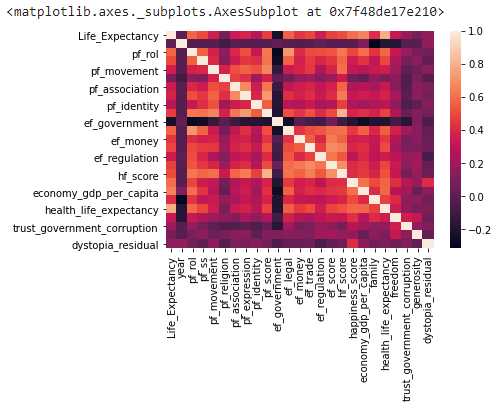 <matplotlib.axes._subplots.AxesSubplot at 0x7f48de17e210>
Life_Expectancy
pf_rol
pf_movement
pf_association
pf_identity
ef_government
ef_money
ef_regulation
hf_score
economy_gdp_per_capita
health_life_expectancy
trust_government_corruption
dystopia_residual
Life_Expectancy
year
pf_rol
pf_ss
pf_movement
pf_religion
pf_association
pf_expression
pf_identity
pf_score
ef_government
ef_legal
ef_money
ef_trade
ef_regulation
ef_score
hf_score
happiness_score
economy_gdp_per_capita
family
health_life_expectancy
freedom
trust_government_corruption
generosity
dystopia_residual
1.0
0.8
0.6
0.4
0.2
0.0
−0.2